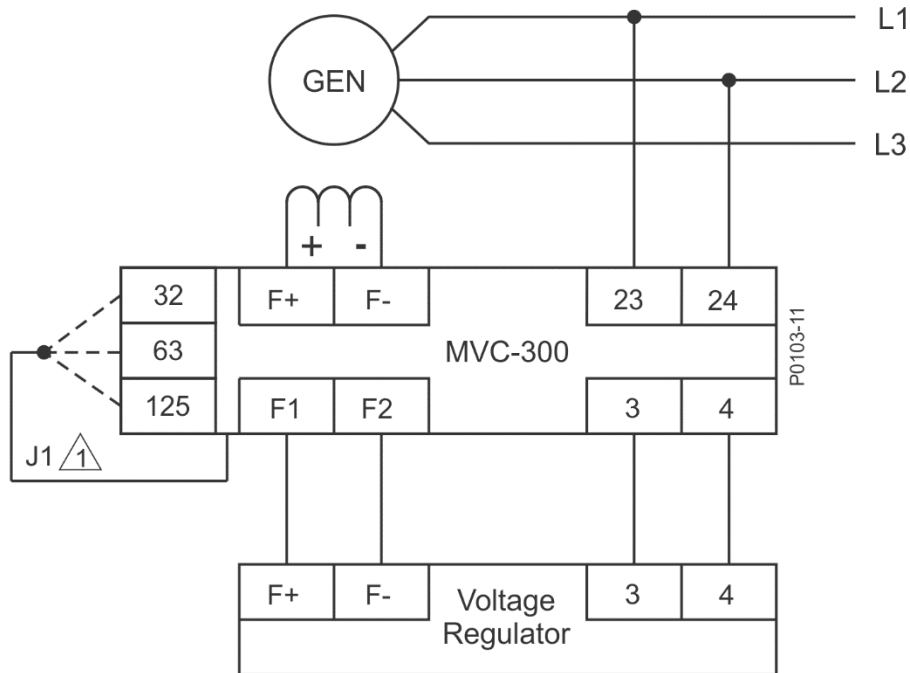 L1
GEN
L2
L3
+ -
32
F+ F-
23 24
63
MVC-300
P0103-11
125
F1 F2
3 4
J1 1
F+ F-
Voltage
Regulator
3 4